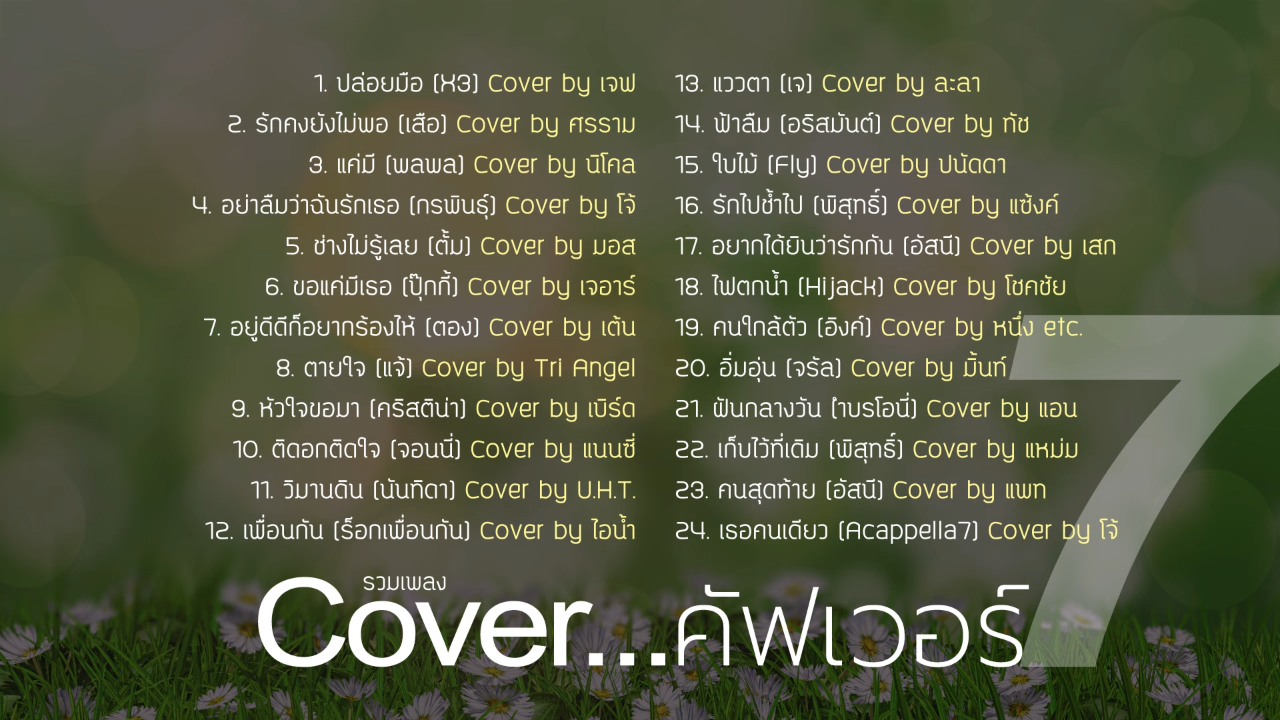 1. ปล่อยมือ (X3) Cover by เจฟ
2. รักคงยังไม่พอ (เสือ) Cover by ศรราม
3. แค่มี (พลพล) Cover by นิโคล
4. อย่าลืมว่าฉันรักเธอ (กรพินธุ์) Cover by โจ้
5. ช่างไม่รู้เลย (ตั้ม) Cover by มอส
6. ขอแค่มีเธอ (ปุ๊กกี้) Cover by เจอาร์
7. อยู่ดีดีก็อยากร้องไห้ (ตอง) Cover by เต้น
8. ตายใจ (แจ้) Cover by Tri Angel
9. หัวใจขอมา (คริสติน่า) Cover by เบิร์ด
10. ติดอกติดใจ (จอนนี่) Cover by แนนซี่
11. วิมานดิน (นันทิดา) Cover by U.H.T.
12. เพื่อนกัน (ร็อกเพื่อนกัน) Cover by ไอน้ำ
13. แววตา (เจ) Cover by ละลา
14. ฟ้าลืม (อริสมันต์) Cover by ทัช
15. ใบไม้ (Fly) Cover by ปนัดดา
16. รักไปช้ำไป (พิสุทธิ์) Cover by แซ้งค์
17. อยากได้ยินว่ารักกัน (อัสนี) Cover by เสก
18. ไฟตกน้ำ (Hijack) Cover by โชคชัย
19. คนใกล้ตัว (อิงค์) Cover by หนึ่ง etc.
20. อิ่มอุ่น (จรัล) Cover by มิ้นท์
21. ฝันกลางวัน (ำบรโอนี่) Cover by แอน
22. เก็บไว้ที่เดิม (พิสุทธิ์) Cover by แหม่ม
23. คนสุดท้าย (อัสนี) Cover by แพท
24. เธอคนเดียว (Acappella7) Cover by โจ้
รวมเพลง
Cover...คัฟเวอร์ 7